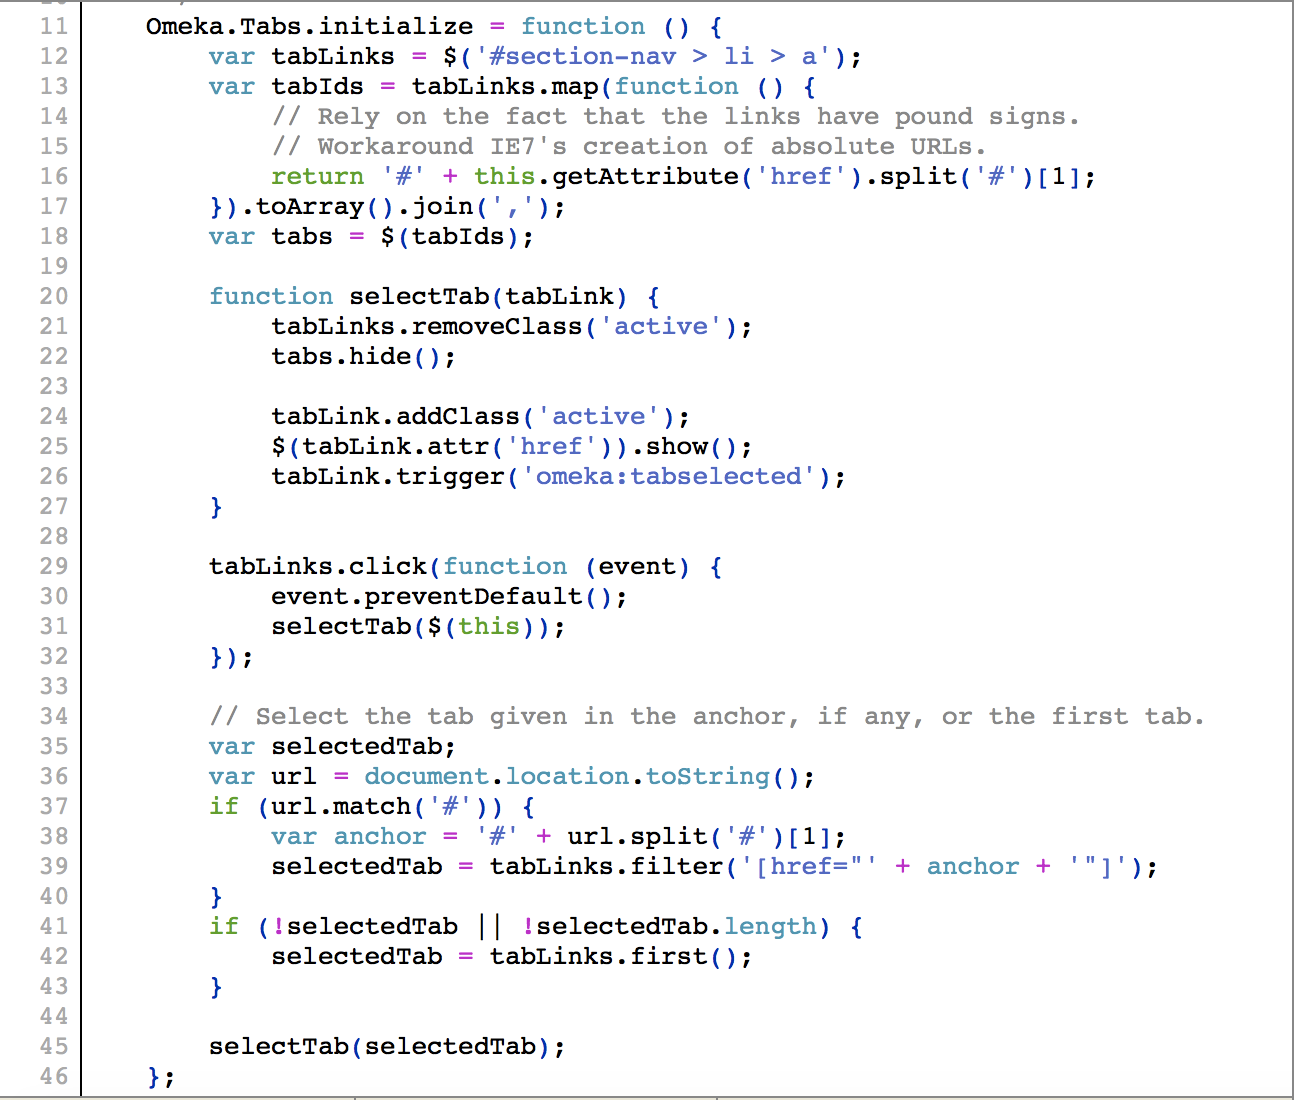 11 Omeka.Tabs.initialize = function () {
12 var tabLinks = $('#section-nav > li > a');
13 var tabIds = tabLinks.map(function () {
14 // Rely on the fact that the links have pound signs.
15 // Workaround IE7's creation of absolute URLs.
16 return '#' + this.getAttribute('href').split('#')[1];
17 }).toArray().join(',');
18 var tabs = $(tabIds);
19
20 function selectTab(tabLink) {
21 tabLinks.removeClass('active');
22 tabs.hide();
23
24 tabLink.addClass('active');
25 $(tabLink.attr('href')).show();
26 tabLink.trigger('omeka:tabselected');
27 }
28
29 tabLinks.click(function (event) {
30 event.preventDefault();
31 selectTab($(this));
32 });
33
34 // Select the tab given in the anchor, if any, or the first tab.
35 var selectedTab;
36 var url = document.location.toString();
37 if (url.match('#')) {
38 var anchor = '#' + url.split('#')[1];
39 selectedTab = tabLinks.filter('[href="' + anchor + '"]');
40 }
41 if (!selectedTab || !selectedTab.length) {
42 selectedTab = tabLinks.first();
43 }
44
45 selectTab(selectedTab);
46 };